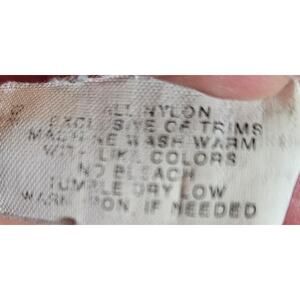 ALL NYLON
EXCLUSIVE OF TRIMS
MACHINE WASH WARM
WITH LIKE COLORS
NO BLEACH
TUMBLE DRY LOW
WARM IRON IF NEEDED